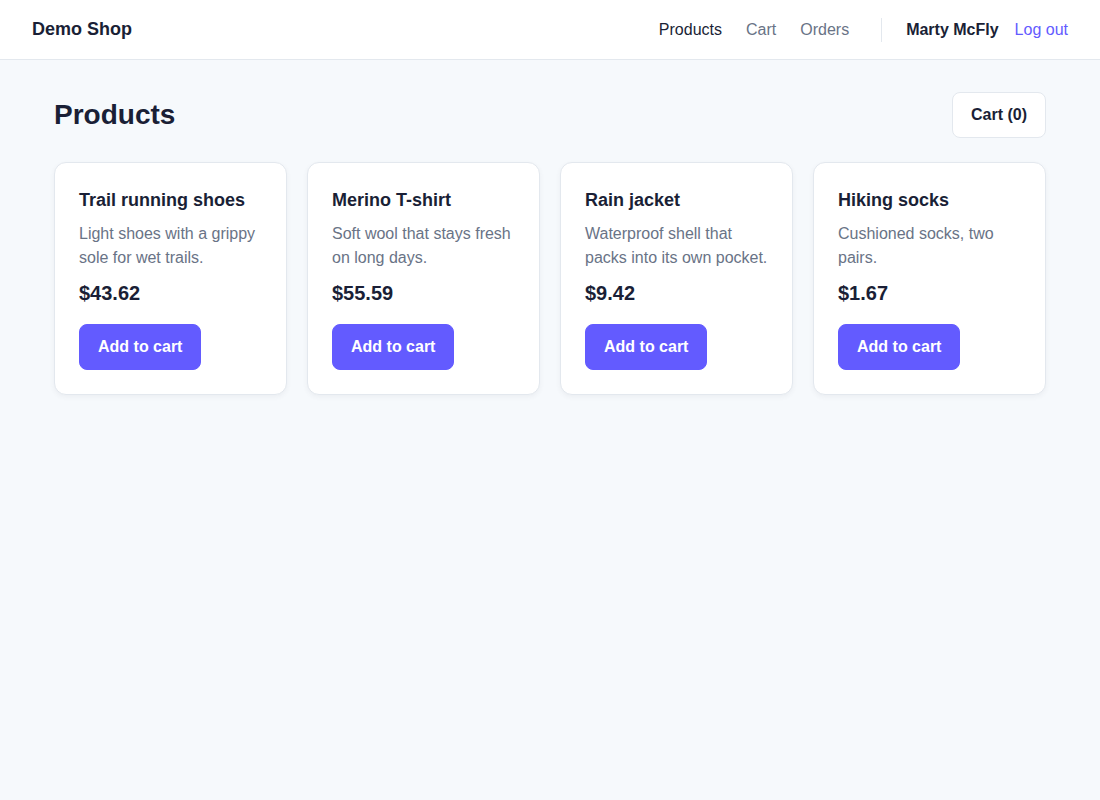 Demo Shop
Products
Cart
Orders
Marty McFly
Log out
Products
Cart (0)
Trail running shoes
Light shoes with a grippy
sole for wet trails.
$43.62
Add to cart
Merino T-shirt
Soft wool that stays fresh
on long days.
$55.59
Add to cart
Rain jacket
Waterproof shell that
packs into its own pocket.
$9.42
Add to cart
Hiking socks
Cushioned socks, two
pairs.
$1.67
Add to cart